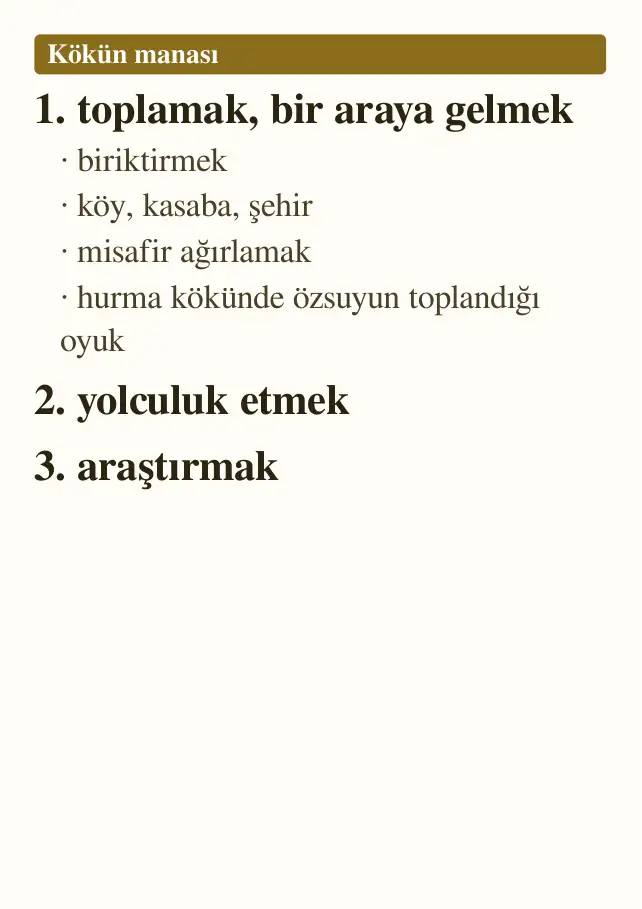 Kökün manası
1. toplamak, bir araya gelmek
· biriktirmek
· köy, kasaba, şehir
· misafir ağırlamak
· hurma kökünde özsuyun toplandığı
oyuk
2. yolculuk etmek
3. araştırmak